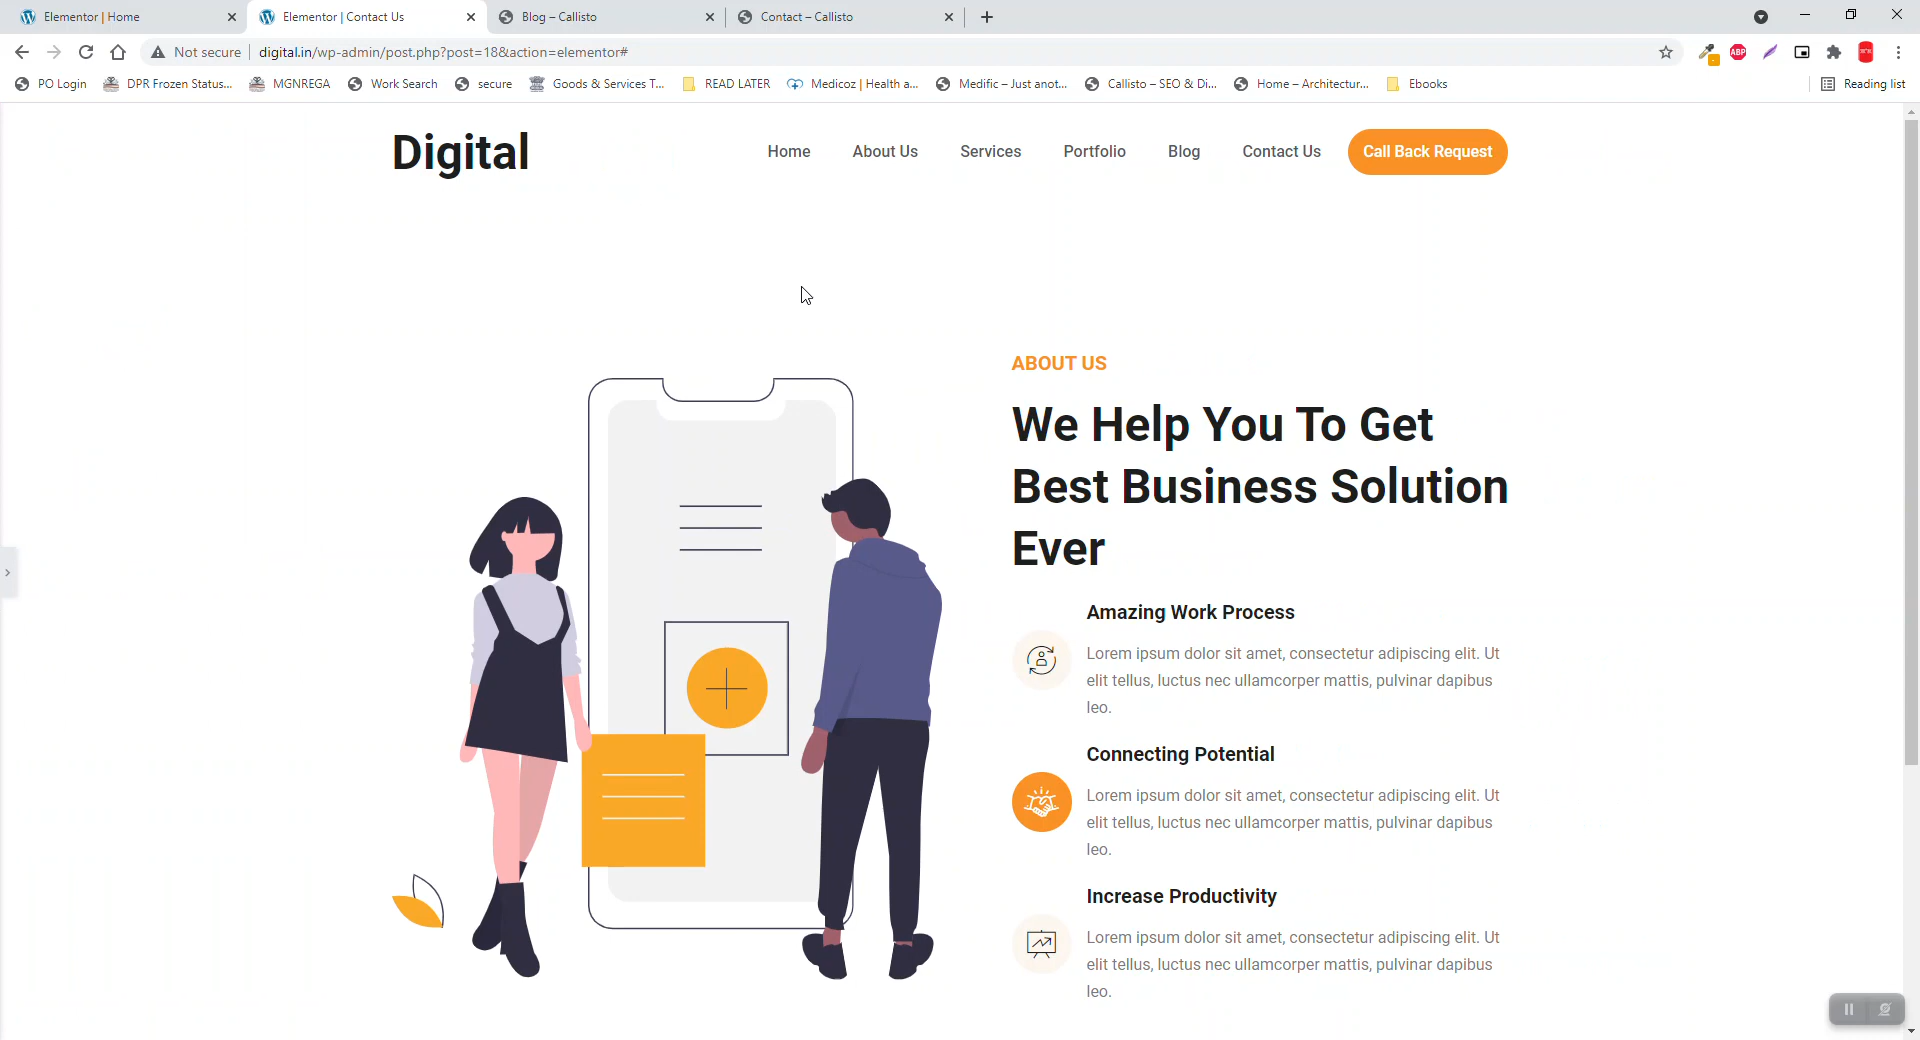 Elementor | Home
Elementor | Contact Us
Blog – Callisto
Contact – Callisto
Not secure
digital.in/wp-admin/post.php?post=18&action=elementor#
ABP
PO Login
DPR Frozen Status...
MGNREGA
Work Search
secure
Goods & Services T...
READ LATER
Medicoz | Health a...
Medific – Just anot...
Callisto – SEO & Di...
Home – Architectur...
Ebooks
Reading list
Digital
Home
About Us
Services
Portfolio
Blog
Contact Us
Call Back Request
ABOUT US
We Help You To Get
Best Business Solution
Ever
Amazing Work Process
Lorem ipsum dolor sit amet, consectetur adipiscing elit. Ut
elit tellus, luctus nec ullamcorper mattis, pulvinar dapibus
leo.
Connecting Potential
Lorem ipsum dolor sit amet, consectetur adipiscing elit. Ut
elit tellus, luctus nec ullamcorper mattis, pulvinar dapibus
leo.
Increase Productivity
Lorem ipsum dolor sit amet, consectetur adipiscing elit. Ut
elit tellus, luctus nec ullamcorper mattis, pulvinar dapibus
leo.